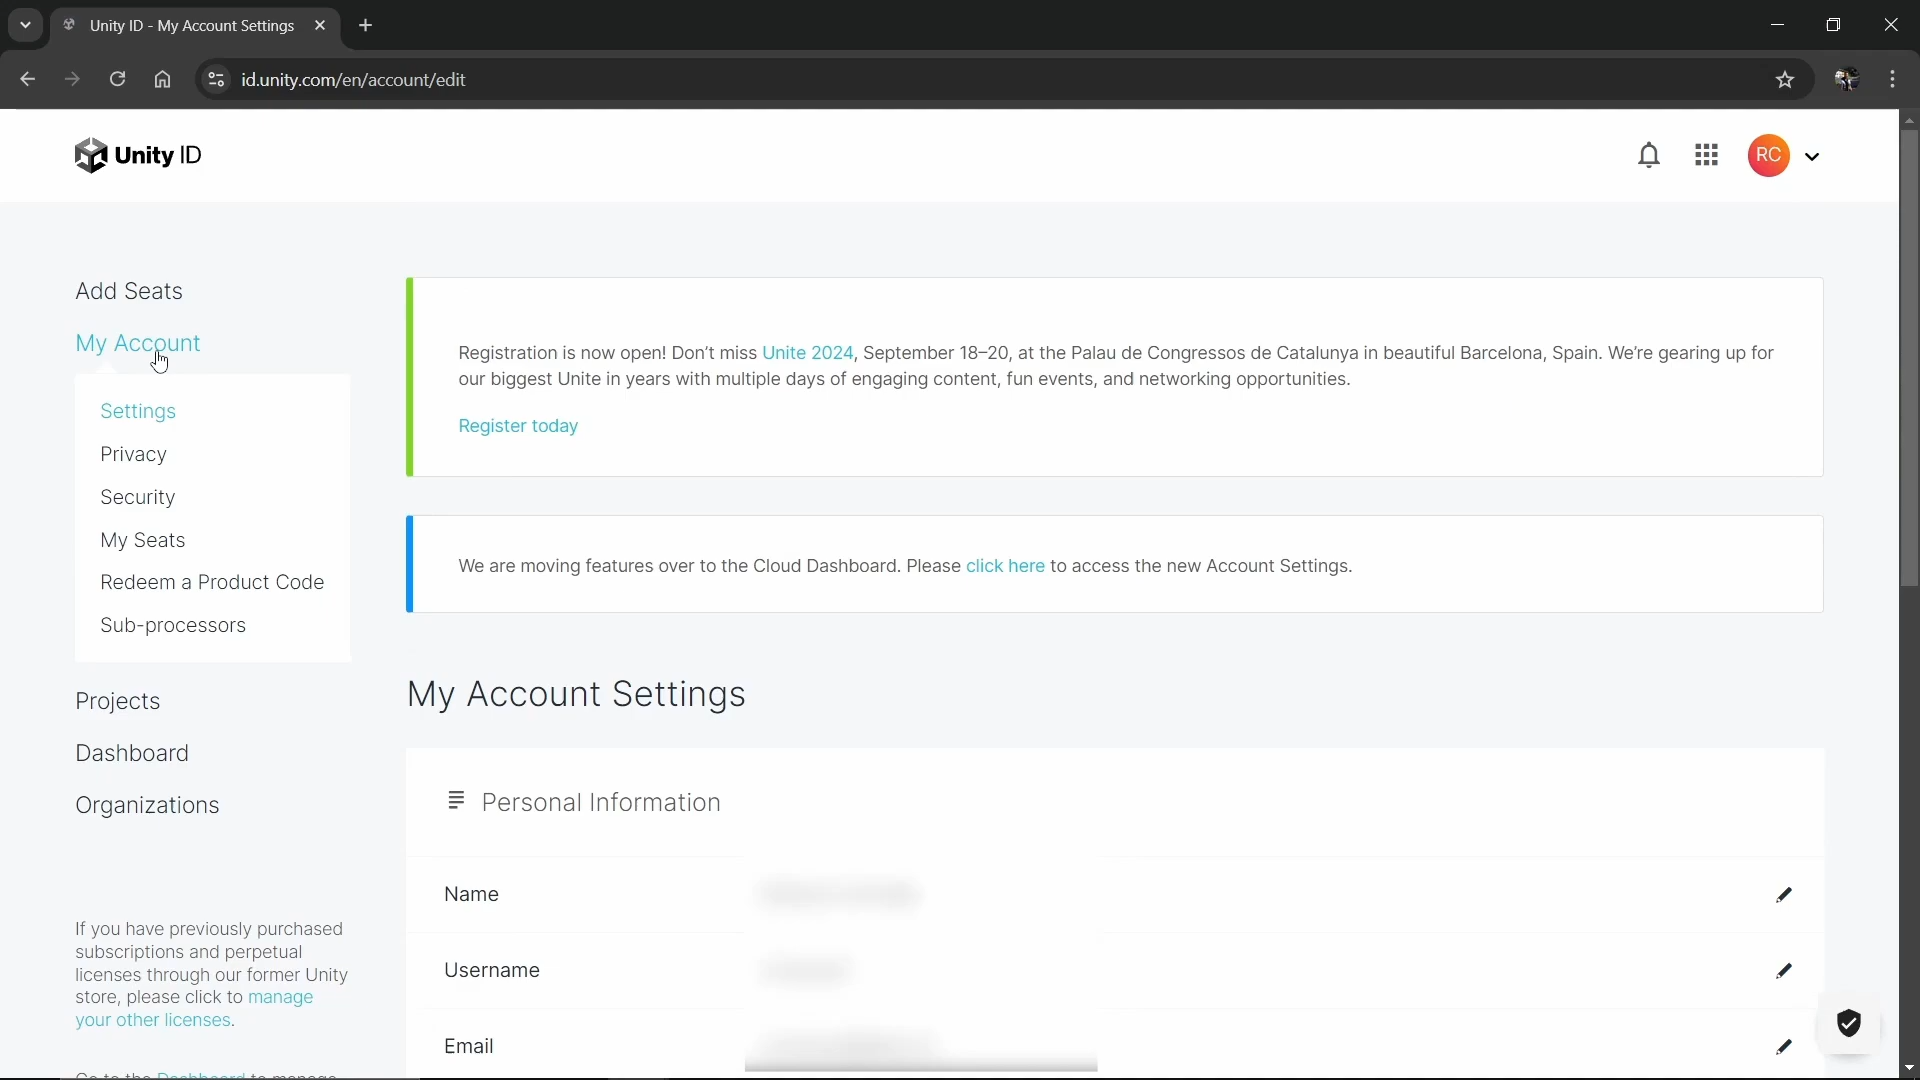 Unity ID - My Account Settings
id.unity.com/en/account/edit
Unity ID
RC
Add Seats
My Account
Settings
Privacy
Security
My Seats
Redeem a Product Code
Sub-processors
Projects
Dashboard
Organizations
If you have previously purchased
subscriptions and perpetual
licenses through our former Unity
store, please click to manage
your other licenses.
Registration is now open! Don't miss Unite 2024, September 18–20, at the Palau de Congressos de Catalunya in beautiful Barcelona, Spain. We're gearing up for
our biggest Unite in years with multiple days of engaging content, fun events, and networking opportunities.
Register today
We are moving features over to the Cloud Dashboard. Please click here to access the new Account Settings.
My Account Settings
Personal Information
Name
Username
Email